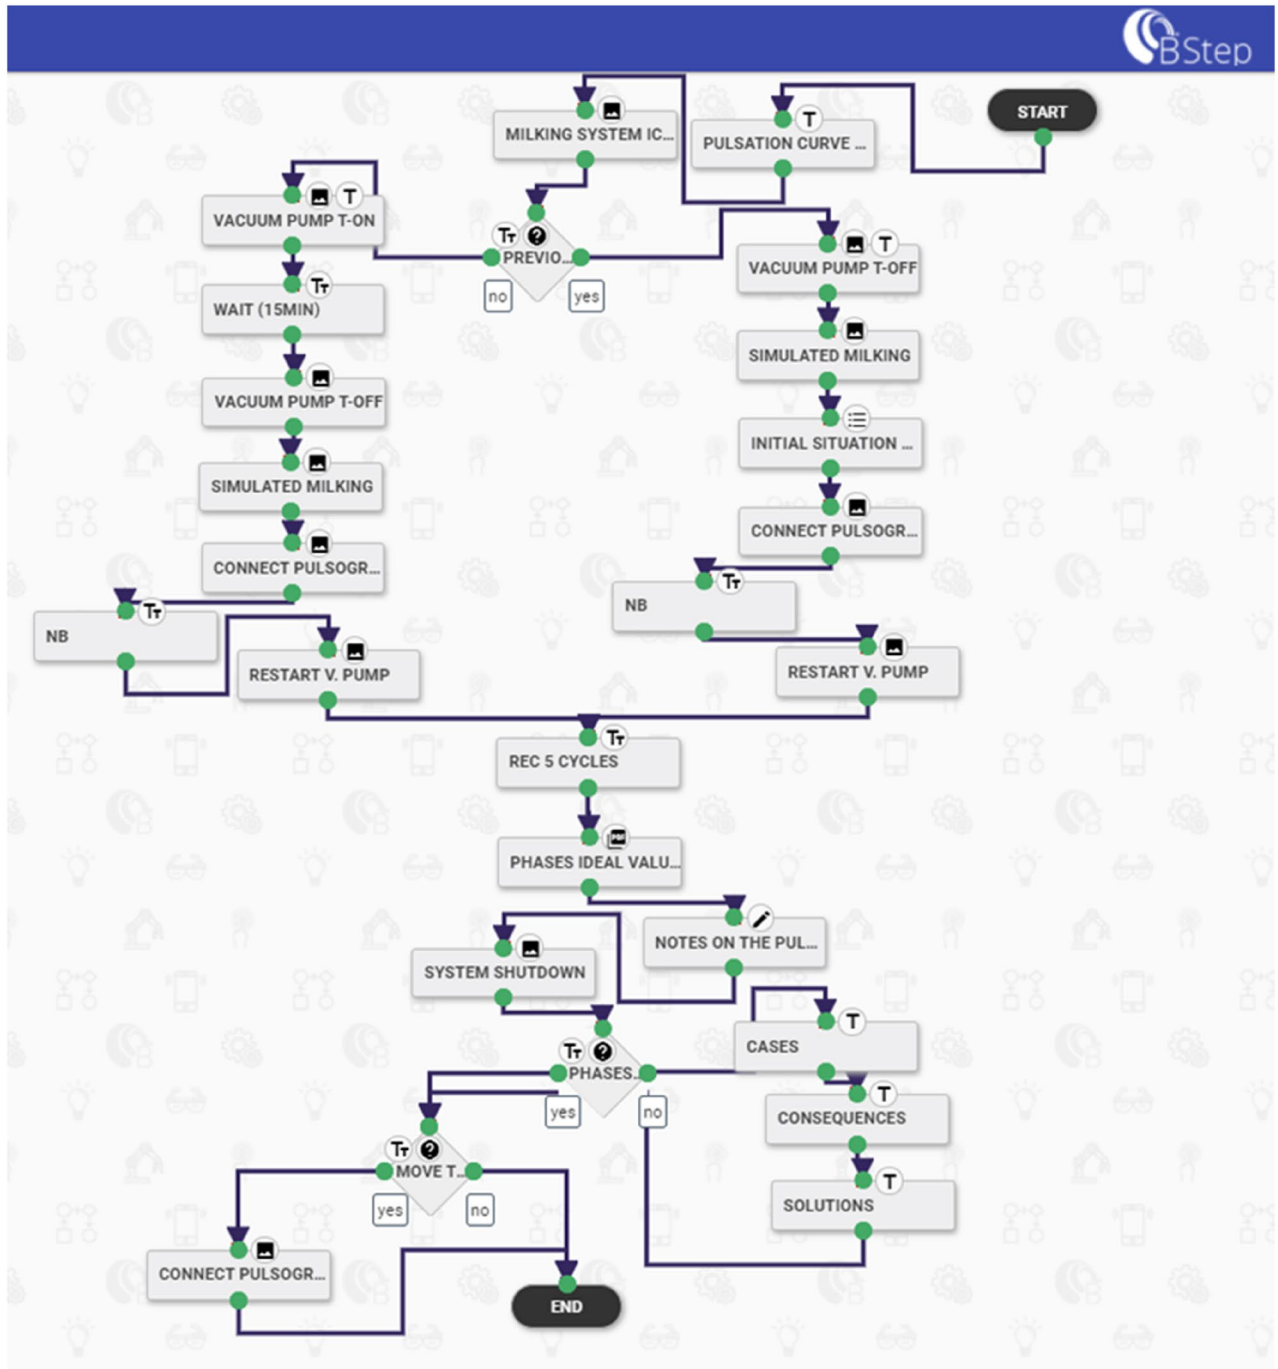 BStep
START
MILKING SYSTEM IC...
PULSATION CURVE ...
VACUUM PUMP T-ON
PREVIO...
no
yes
VACUUM PUMP T-OFF
WAIT (15MIN)
SIMULATED MILKING
VACUUM PUMP T-OFF
INITIAL SITUATION ...
SIMULATED MILKING
CONNECT PULSOGR...
CONNECT PULSOGR...
NB
NB
RESTART V. PUMP
RESTART V. PUMP
REC 5 CYCLES
PHASES IDEAL VALU...
NOTES ON THE PUL...
SYSTEM SHUTDOWN
CASES
PHASES...
yes
no
CONSEQUENCES
MOVE T...
yes
no
SOLUTIONS
CONNECT PULSOGR...
END